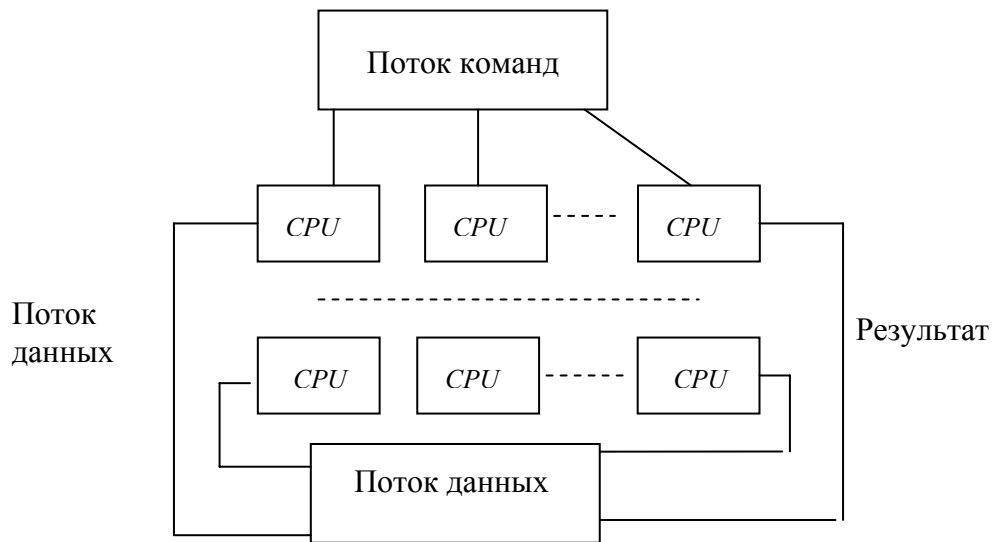 Поток команд
CPU
CPU
CPU
Поток
данных
Результат
CPU
CPU
CPU
Поток данных